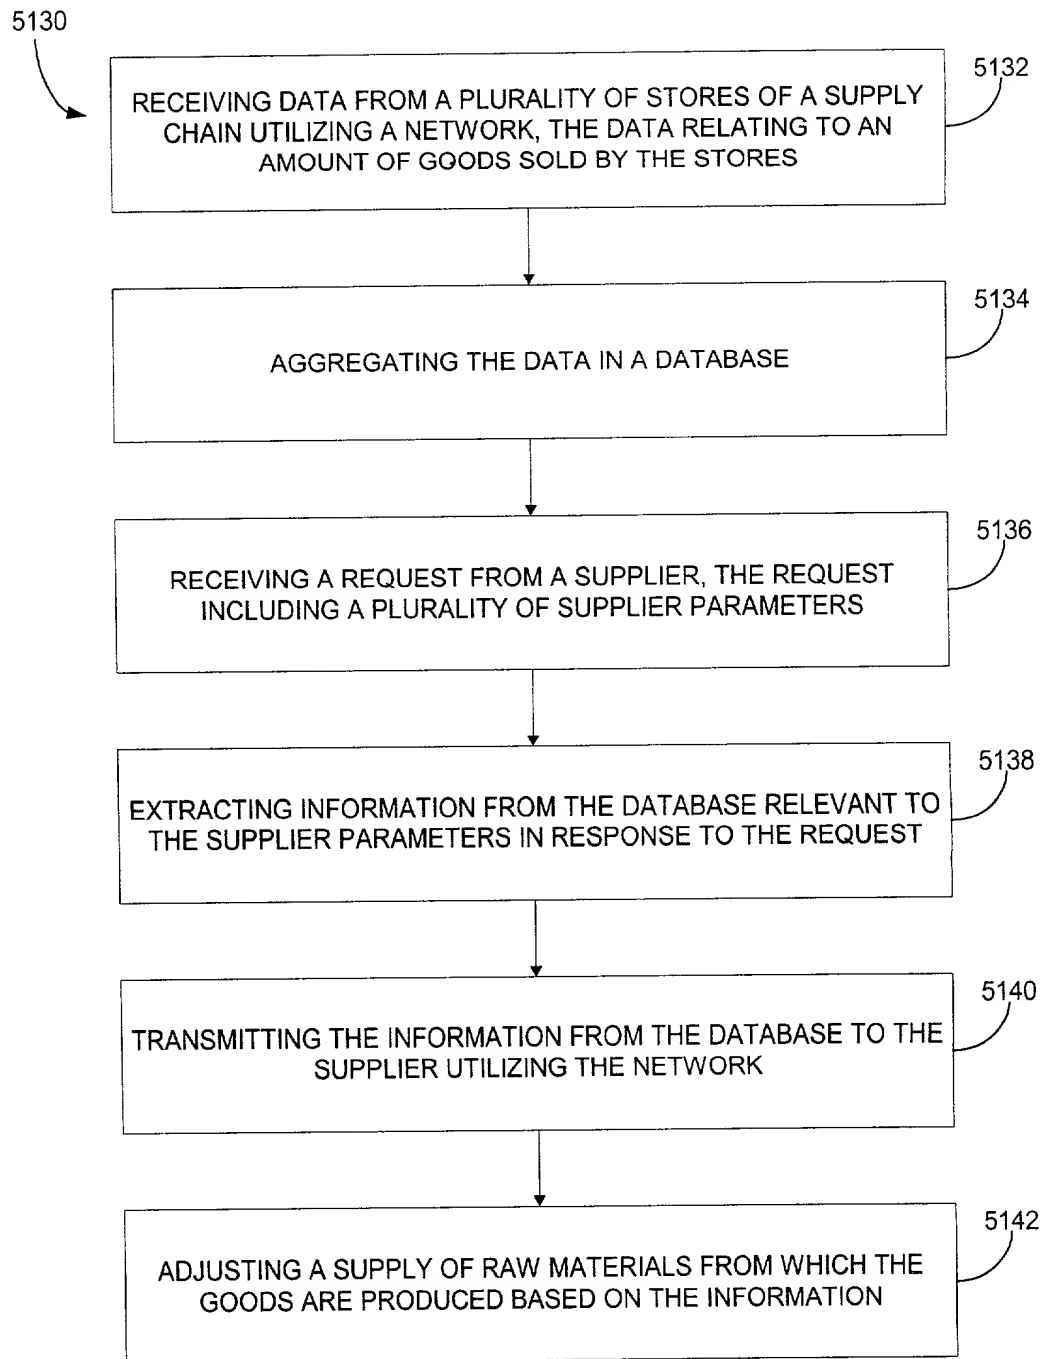 5130
5132
RECEIVING DATA FROM A PLURALITY OF STORES OF A SUPPLY
CHAIN UTILIZING A NETWORK, THE DATA RELATING TO AN
AMOUNT OF GOODS SOLD BY THE STORES
5134
AGGREGATING THE DATA IN A DATABASE
5136
RECEIVING A REQUEST FROM A SUPPLIER, THE REQUEST
INCLUDING A PLURALITY OF SUPPLIER PARAMETERS
5138
EXTRACTING INFORMATION FROM THE DATABASE RELEVANT TO
THE SUPPLIER PARAMETERS IN RESPONSE TO THE REQUEST
5140
TRANSMITTING THE INFORMATION FROM THE DATABASE TO THE
SUPPLIER UTILIZING THE NETWORK
5142
ADJUSTING A SUPPLY OF RAW MATERIALS FROM WHICH THE
GOODS ARE PRODUCED BASED ON THE INFORMATION